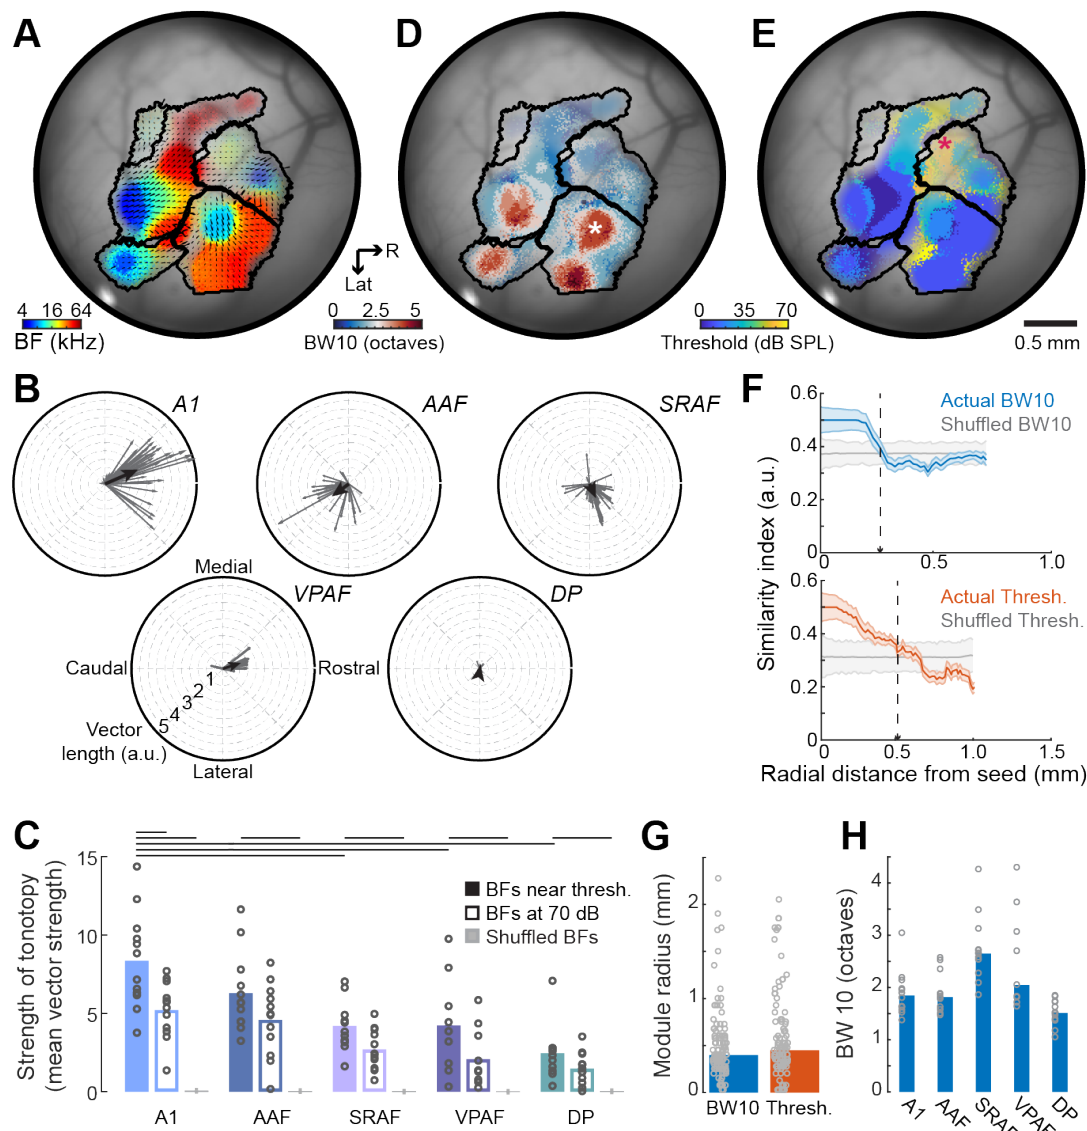 A
D
E
R
Lat
4 16 64
BF (kHz)
0 2.5 5
BW10 (octaves)
0 35 70
Threshold (dB SPL)
0.5 mm
B
A1
AAF
SRAF
Medial
VPAF
DP
Caudal
Rostral
1
2
3
4
5
Vector
length (a.u.)
Lateral
F
Similarity index (a.u.)
0.6
0.4
0.2
0
Actual BW10
Shuffled BW10
0 0.5 1.0
0.6
0.4
0.2
0
Actual Thresh.
Shuffled Thresh.
0 0.5 1.0 1.5
Radial distance from seed (mm)
C
Strength of tonotopy
(mean vector strength)
15
10
5
0
BFs near thresh.
BFs at 70 dB
Shuffled BFs
A1 AAF SRAF VPAF DP
G
Module radius (mm)
2
1
0
BW10 Thresh.
H
BW 10 (octaves)
4
3
2
1
0
A1 AAF SRAF VPAF DP
*
*